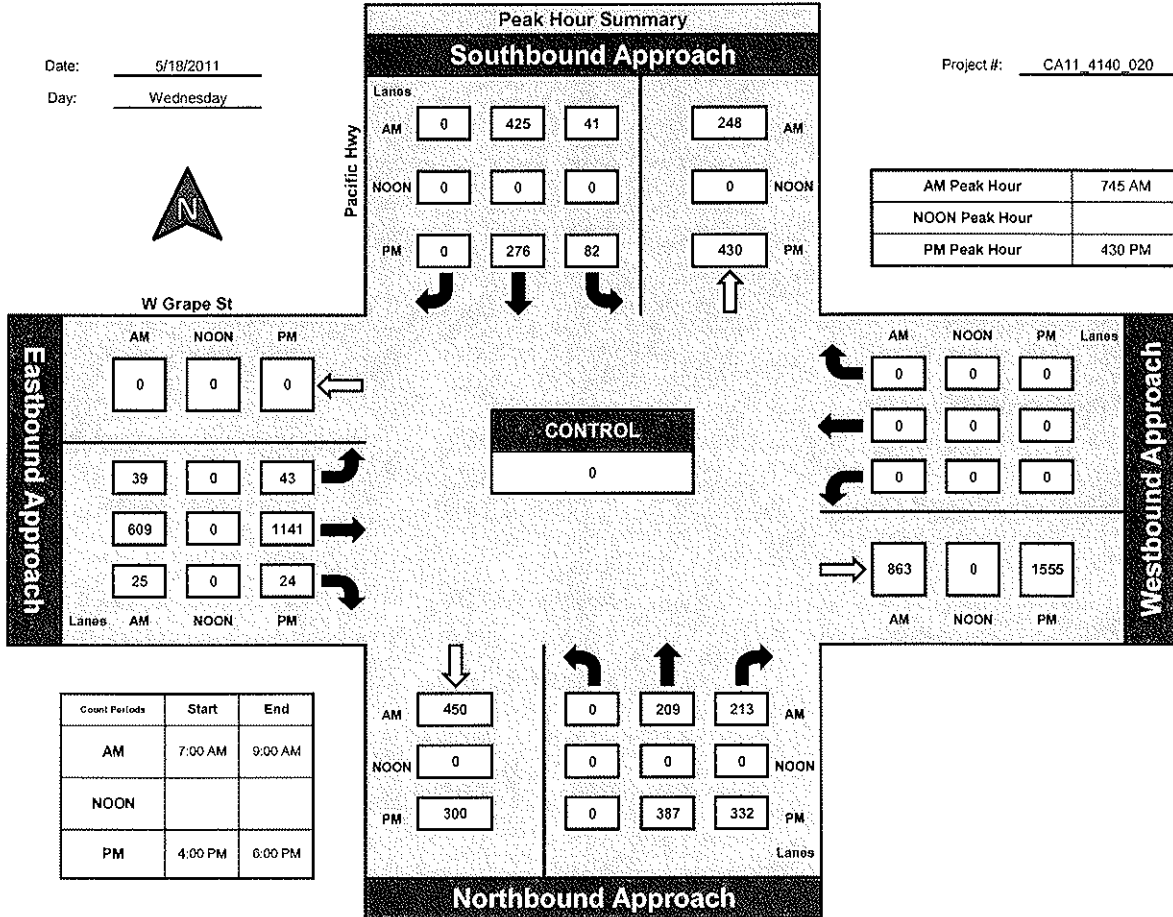 Peak Hour Summary
Southbound Approach
Date: 5/18/2011
Day: Wednesday
Project #: CA11_4140_020
N
Pacific Hwy
Lanes
AM 0 425 41 248 AM
NOON 0 0 0 0 NOON
PM 0 276 82 430 PM
AM Peak Hour 745 AM
NOON Peak Hour
PM Peak Hour 430 PM
W Grape St
Eastbound Approach
AM NOON PM
0 0 0
39 0 43
609 0 1141
25 0 24
Lanes AM NOON PM
CONTROL
0
AM NOON PM Lanes
0 0 0
0 0 0
0 0 0
863 0 1555
AM NOON PM
Westbound Approach
Count Periods Start End
AM 7:00 AM 9:00 AM
NOON
PM 4:00 PM 6:00 PM
AM 450 0 209 213 AM
NOON 0 0 0 0 NOON
PM 300 0 387 332 PM
Lanes
Northbound Approach